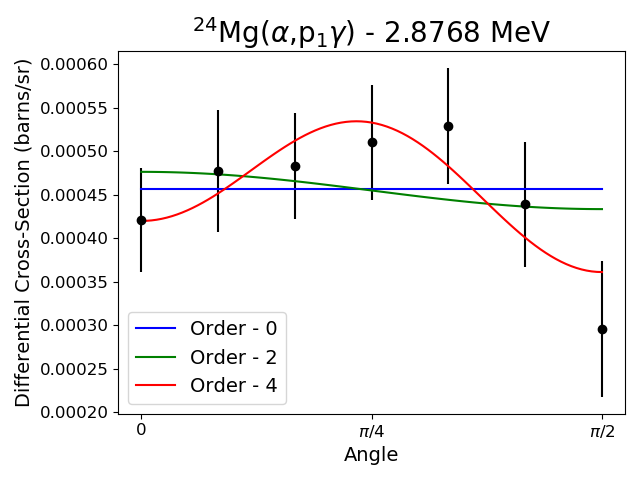 ²⁴Mg(α,p₁γ) - 2.8768 MeV
Differential Cross-Section (barns/sr)
0.00060
0.00055
0.00050
0.00045
0.00040
0.00035
0.00030
0.00025
0.00020
Order - 0
Order - 2
Order - 4
0 π/4 π/2
Angle